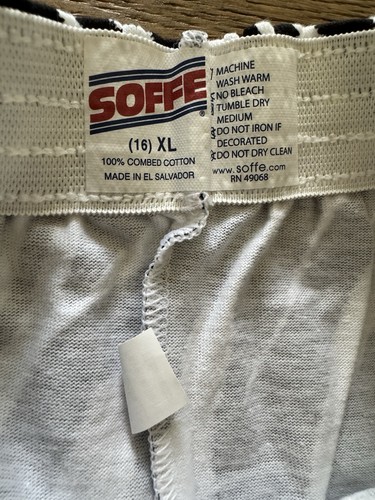 SOFFE
(16) XL
100% COMBED COTTON
MADE IN EL SALVADOR
MACHINE
WASH WARM
NO BLEACH
TUMBLE DRY
MEDIUM
DO NOT IRON IF
DECORATED
DO NOT DRY CLEAN
www.soffe.com
RN 49068